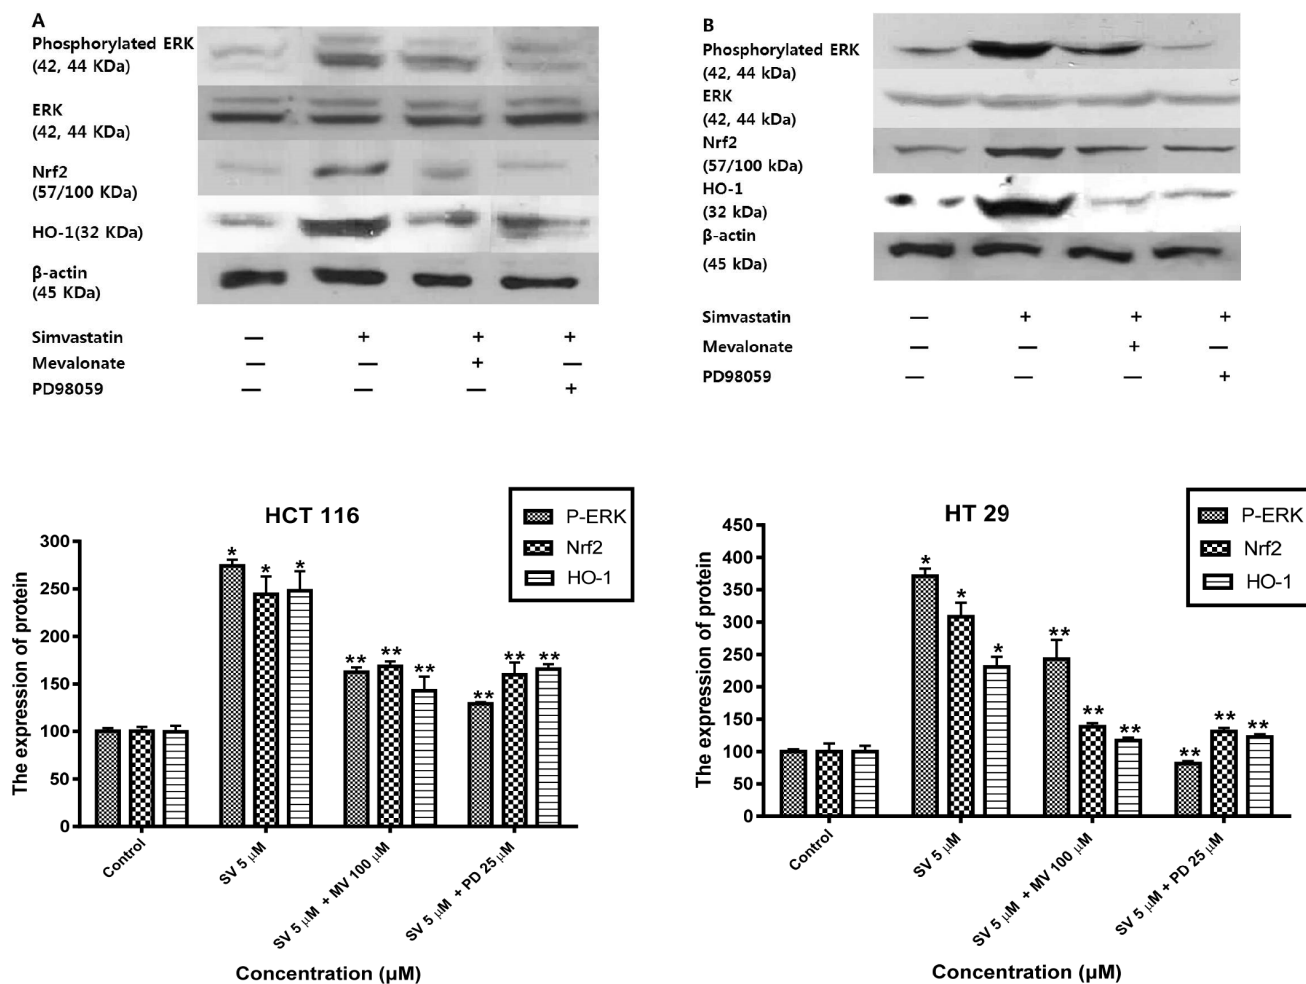 A
Phosphorylated ERK
(42, 44 KDa)
ERK
(42, 44 KDa)
Nrf2
(57/100 KDa)
HO-1(32 KDa)
β-actin
(45 KDa)
Simvastatin — + + +
Mevalonate — — + —
PD98059 — — — +
B
Phosphorylated ERK
(42, 44 kDa)
ERK
(42, 44 kDa)
Nrf2
(57/100 kDa)
HO-1
(32 kDa)
β-actin
(45 kDa)
Simvastatin — + + +
Mevalonate — — + —
PD98059 — — — +
HCT 116
P-ERK
Nrf2
HO-1
The expression of protein
300
250
200
150
100
50
0
* * *
** ** **
** ** **
Control
SV 5 μM
SV 5 μM + MV 100 μM
SV 5 μM + PD 25 μM
Concentration (μM)
HT 29
P-ERK
Nrf2
HO-1
The expression of protein
450
400
350
300
250
200
150
100
50
0
* * *
** ** **
** ** **
Control
SV 5 μM
SV 5 μM + MV 100 μM
SV 5 μM + PD 25 μM
Concentration (μM)